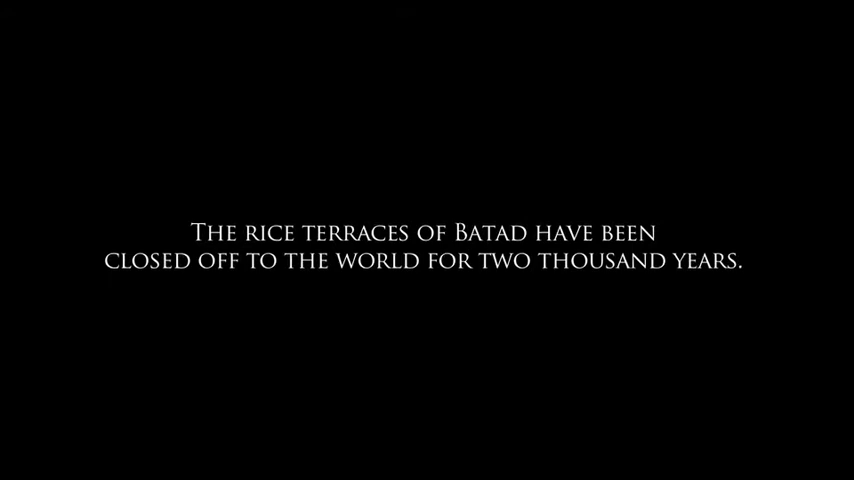 The rice terraces of Batad have been
closed off to the world for two thousand years.